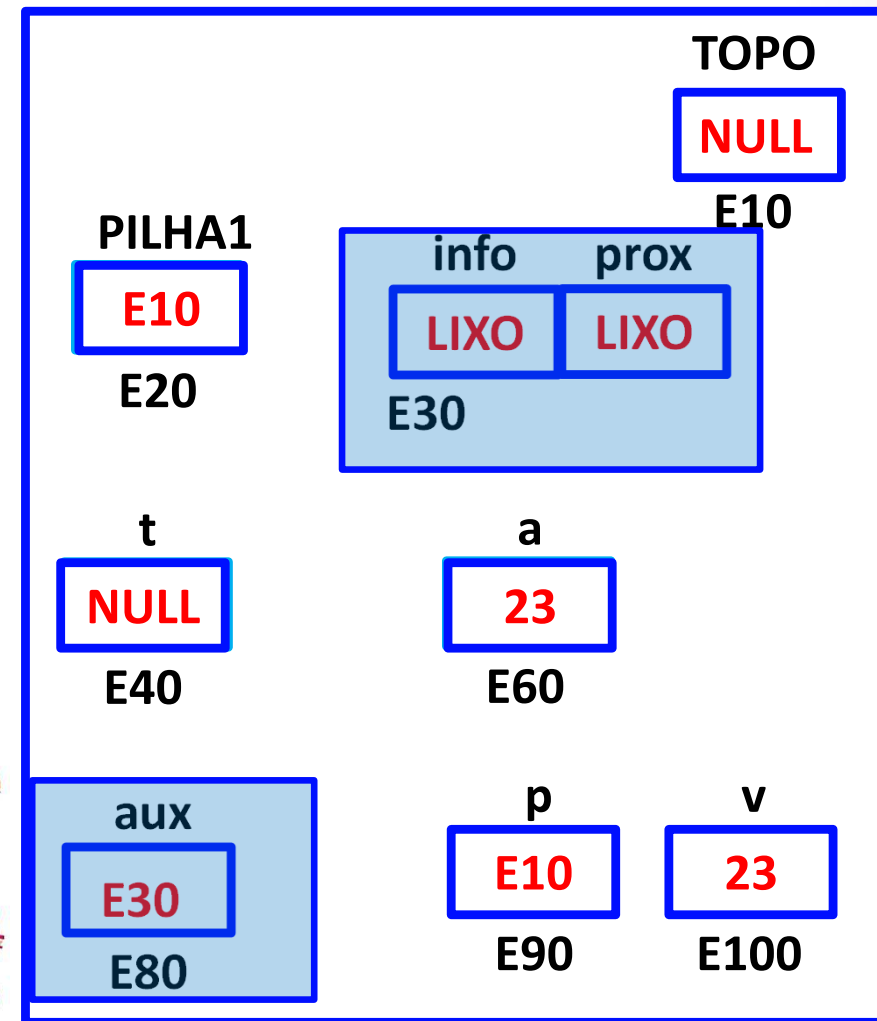 TOPO
NULL
E10
PILHA1
E10
E20
info prox
LIXO LIXO
E30
t a
NULL 23
E40 E60
aux
E30
E80
p v
E10 23
E90 E100